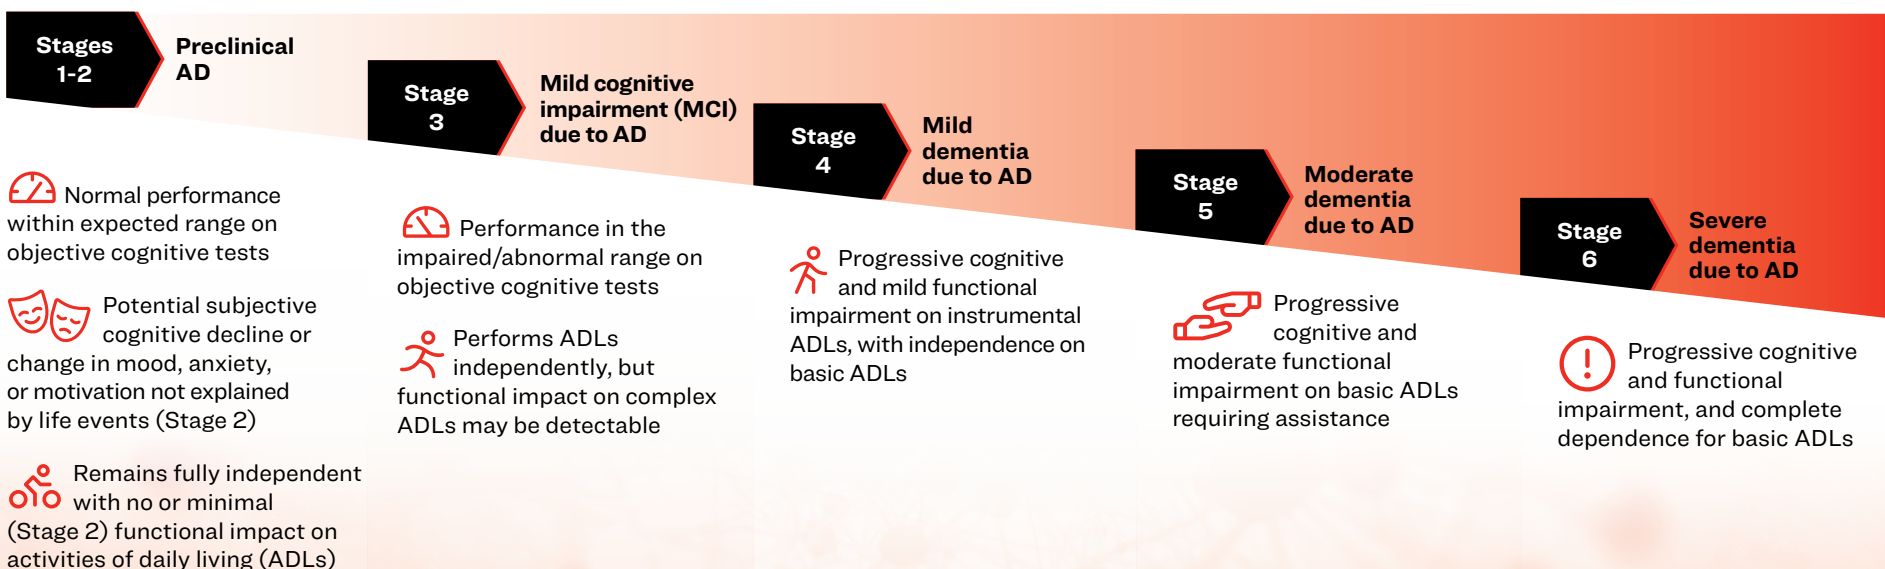 Stages
1-2
Preclinical
AD
Normal performance
within expected range on
objective cognitive tests
Potential subjective
cognitive decline or
change in mood, anxiety,
or motivation not explained
by life events (Stage 2)
Remains fully independent
with no or minimal
(Stage 2) functional impact on
activities of daily living (ADLs)
Stage
3
Mild cognitive
impairment (MCI)
due to AD
Performance in the
impaired/abnormal range on
objective cognitive tests
Performs ADLs
independently, but
functional impact on complex
ADLs may be detectable
Stage
4
Mild
dementia
due to AD
Progressive cognitive
and mild functional
impairment on instrumental
ADLs, with independence on
basic ADLs
Stage
5
Moderate
dementia
due to AD
Progressive
cognitive and
moderate functional
impairment on basic ADLs
requiring assistance
Stage
6
Severe
dementia
due to AD
Progressive cognitive
and functional
impairment, and complete
dependence for basic ADLs